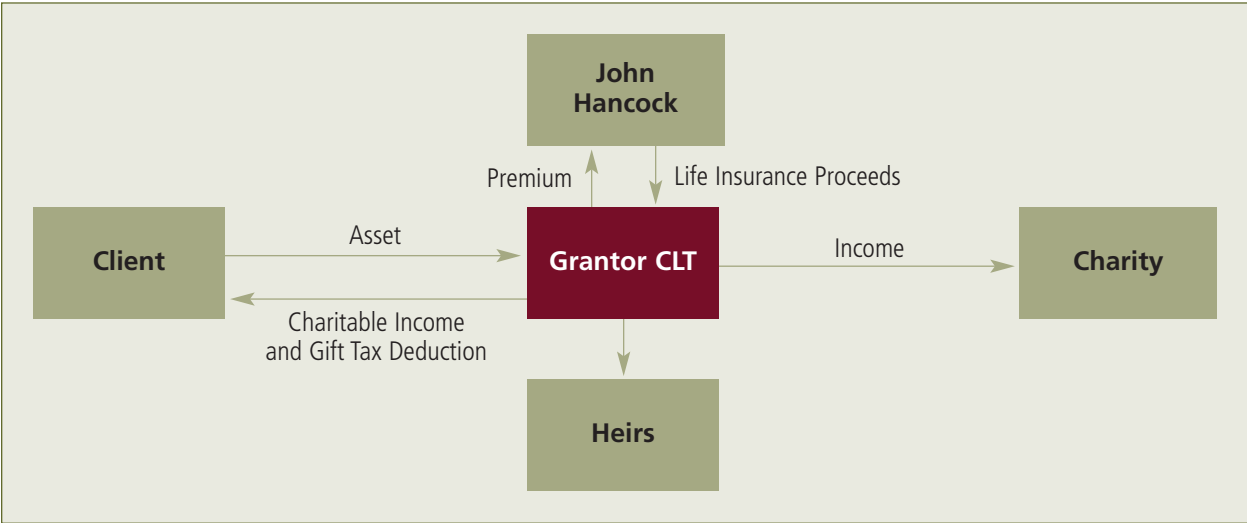 John
Hancock
Premium
Life Insurance Proceeds
Client
Asset
Grantor CLT
Income
Charity
Charitable Income
and Gift Tax Deduction
Heirs